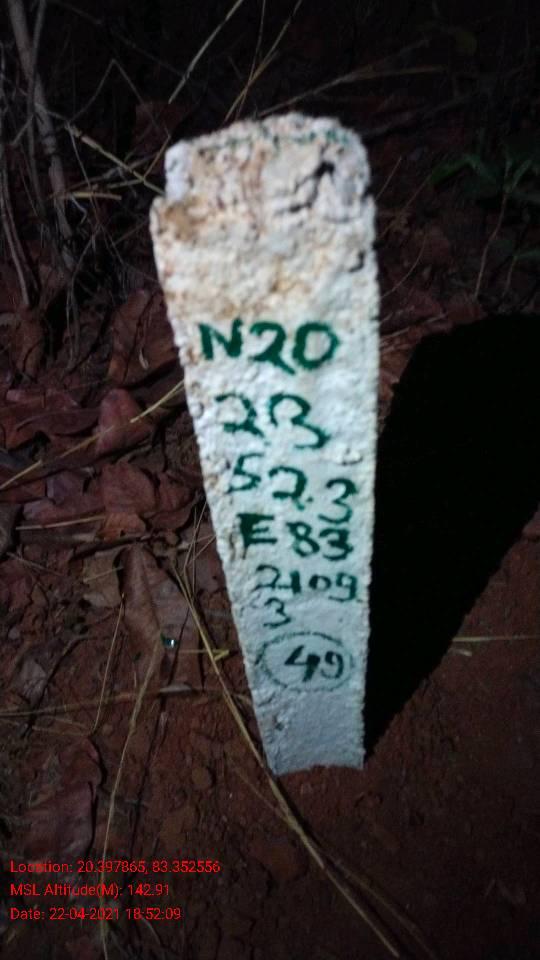 N20
23
52.3
E 83
2109
3
49
Location: 20.397865, 83.352556
MSL Altitude(M): 142.91
Date: 22-04-2021 18:52:09